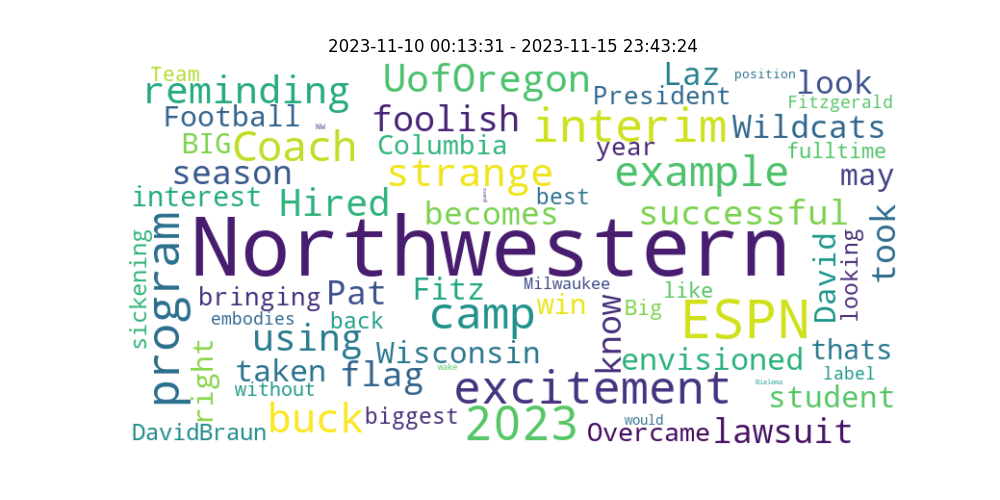 2023-11-10 00:13:31 - 2023-11-15 23:43:24
Team
reminding
UofOregon
Laz
position
look
President
Fitzgerald
Football
NW
foolish
interim
Wildcats
BIG
Coach
Columbia
year
fulltime
season
strange
example
may
interest
Hired
best
becomes
successful
took
Northwestern
program
sickening
David
looking
bringing
Pat
Fitz
Milwaukee
like
embodies
back
camp
win
know
Big
ESPN
using
Wisconsin
envisioned
thats
taken
flag
wake
label
right
without
excitement
Bielema
student
buck
biggest
2023
would
DavidBraun
Overcame
lawsuit